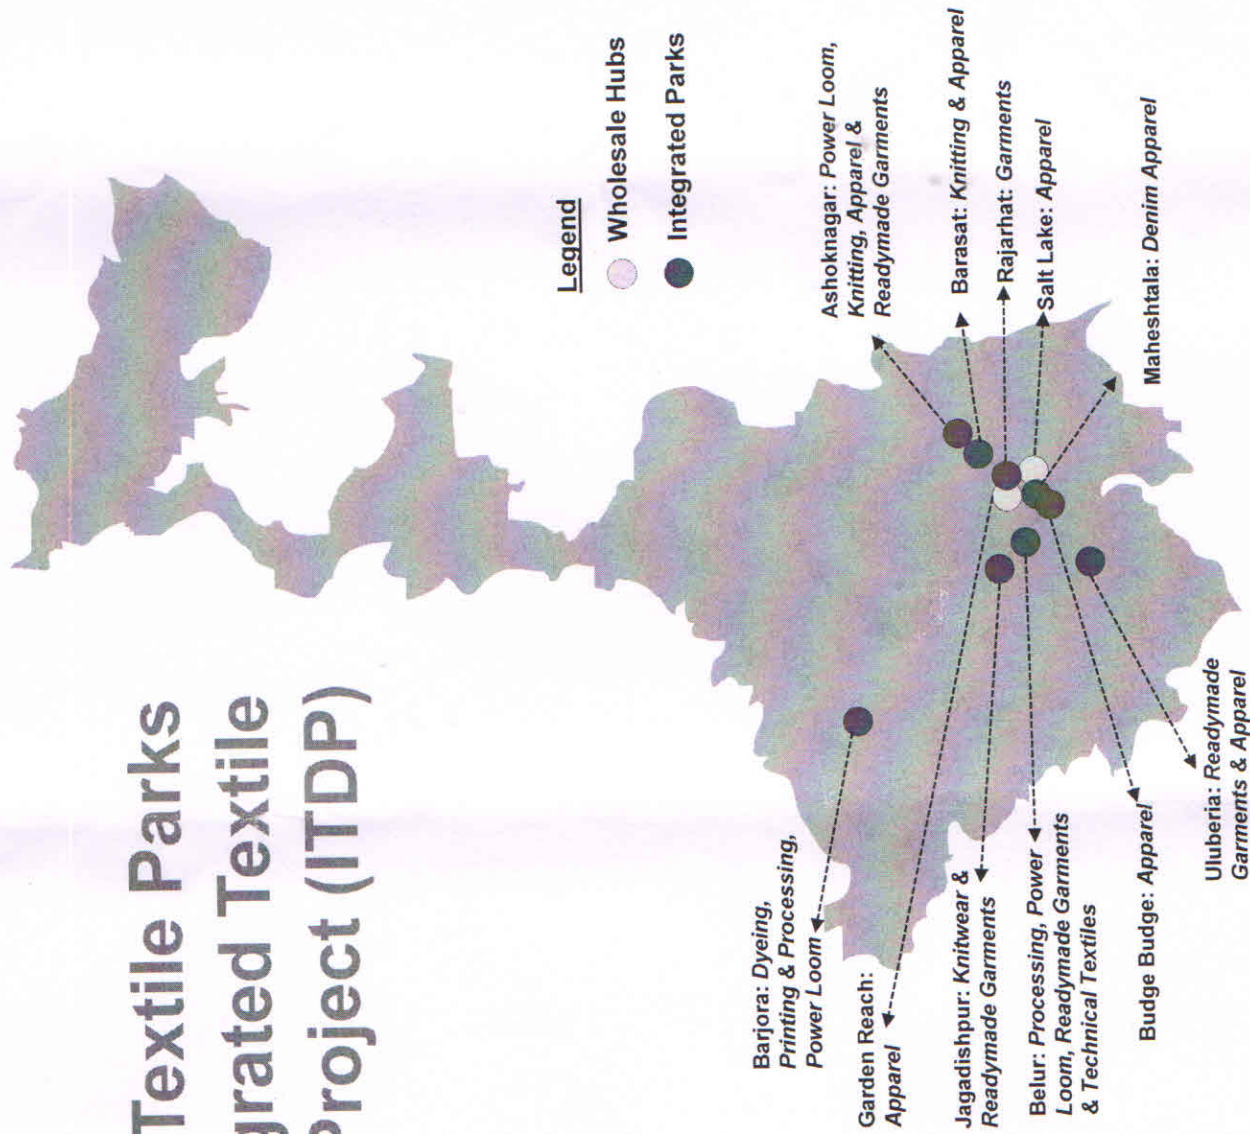 Textile Parks
grated Textile
Project (ITDP)
Legend
Wholesale Hubs
Integrated Parks
Ashoknagar: Power Loom,
Knitting, Apparel &
Readymade Garments
Barasat: Knitting & Apparel
Rajarhat: Garments
Salt Lake: Apparel
Maheshtala: Denim Apparel
Barjora: Dyeing,
Printing & Processing,
Power Loom
Garden Reach:
Apparel
Jagadishpur: Knitwear &
Readymade Garments
Belur: Processing, Power
Loom, Readymade Garments
& Technical Textiles
Budge Budge: Apparel
Uluberia: Readymade
Garments & Apparel